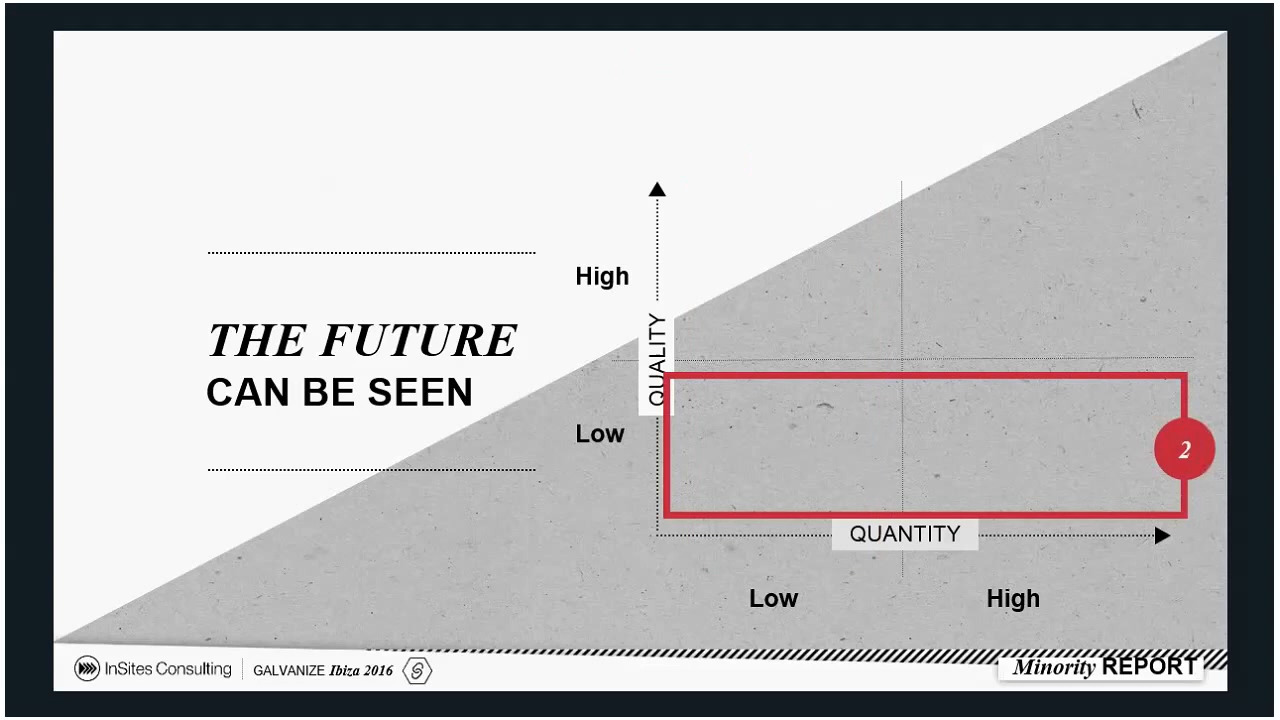 High
THE FUTURE
CAN BE SEEN
QUALITY
Low
2
QUANTITY
Low High
InSites Consulting GALVANIZE Ibiza 2016
Minority REPORT